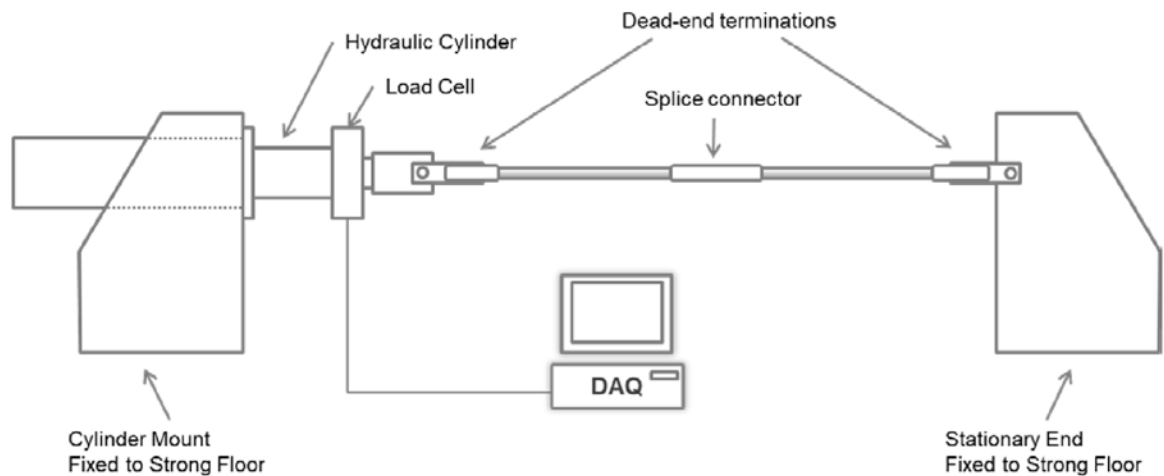 Dead-end terminations
Hydraulic Cylinder
Load Cell
Splice connector
DAQ
Cylinder Mount
Fixed to Strong Floor
Stationary End
Fixed to Strong Floor